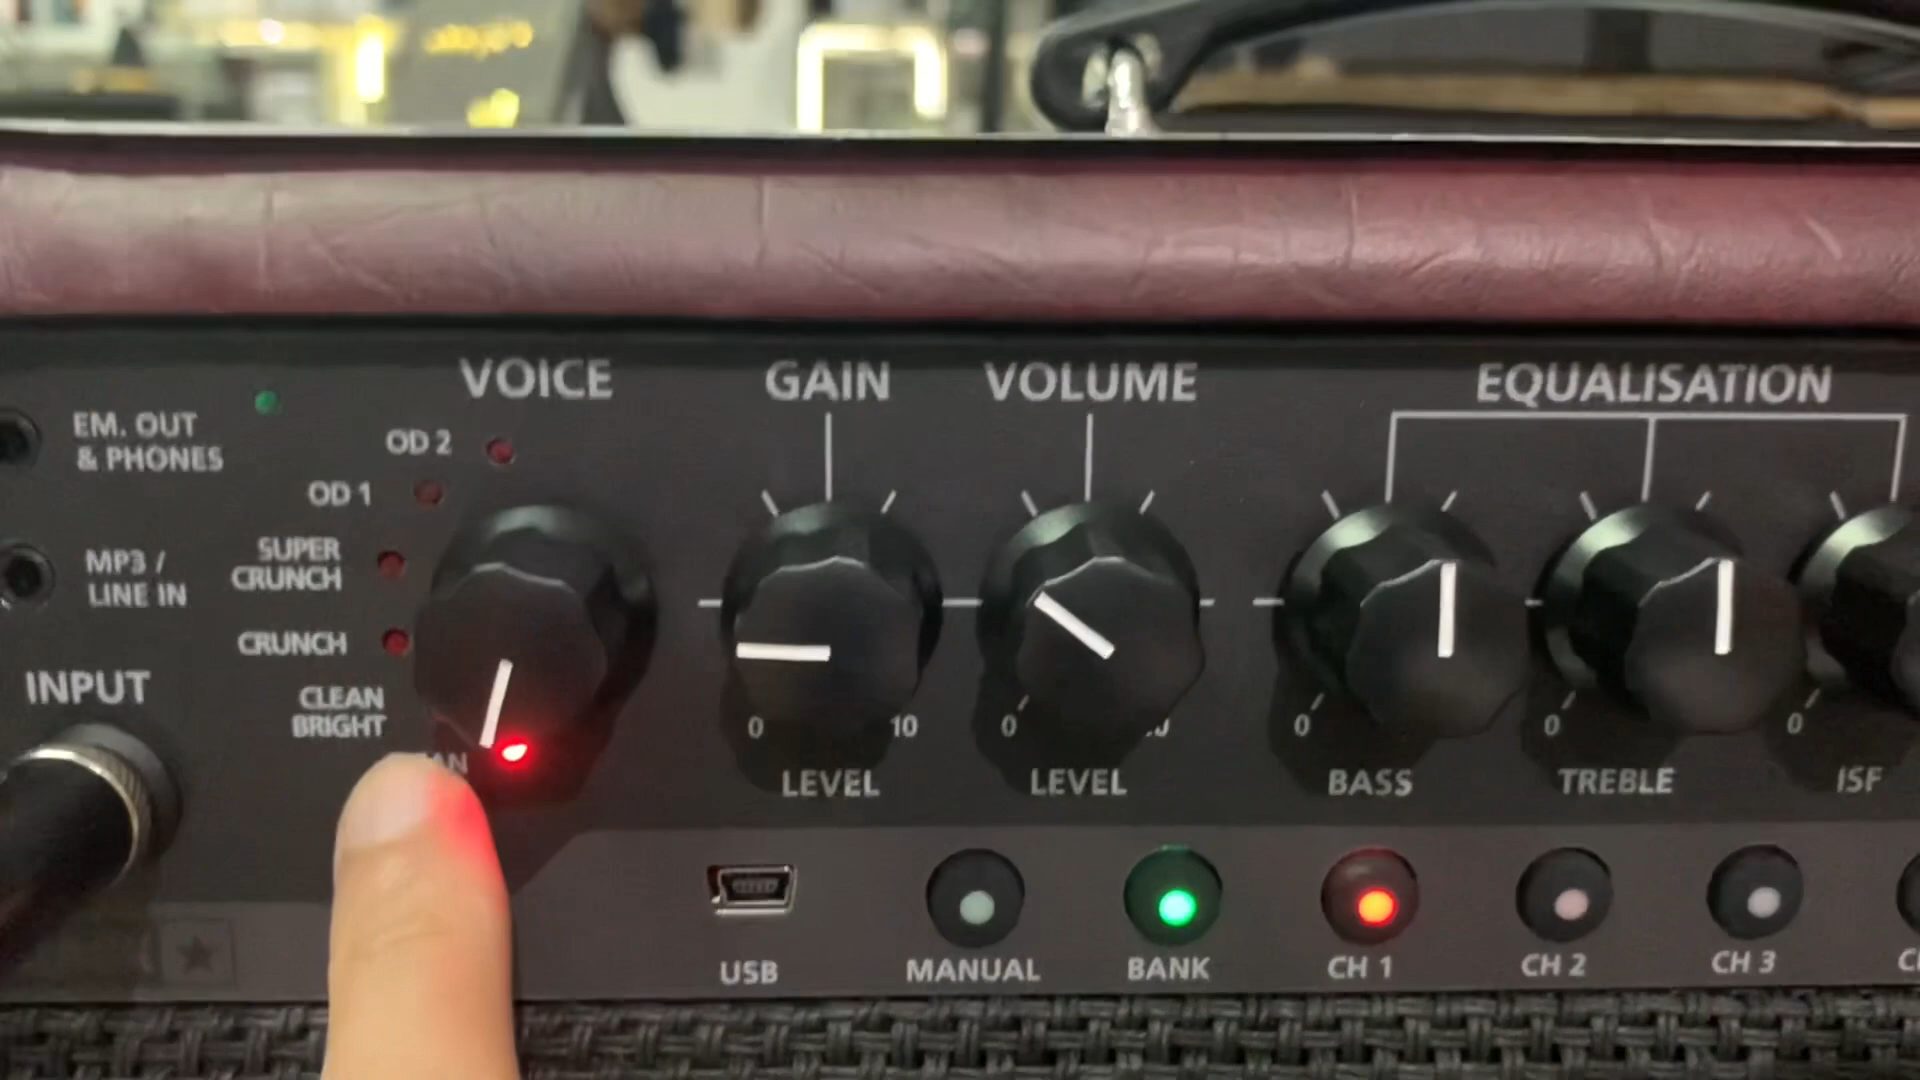 VOICE
GAIN
VOLUME
EQUALISATION
EM. OUT
& PHONES
OD 2
OD 1
SUPER
CRUNCH
MP3 /
LINE IN
CRUNCH
INPUT
CLEAN
BRIGHT
0
10
0
0
0
0
LEVEL
LEVEL
BASS
TREBLE
ISF
USB
MANUAL
BANK
CH 1
CH 2
CH 3